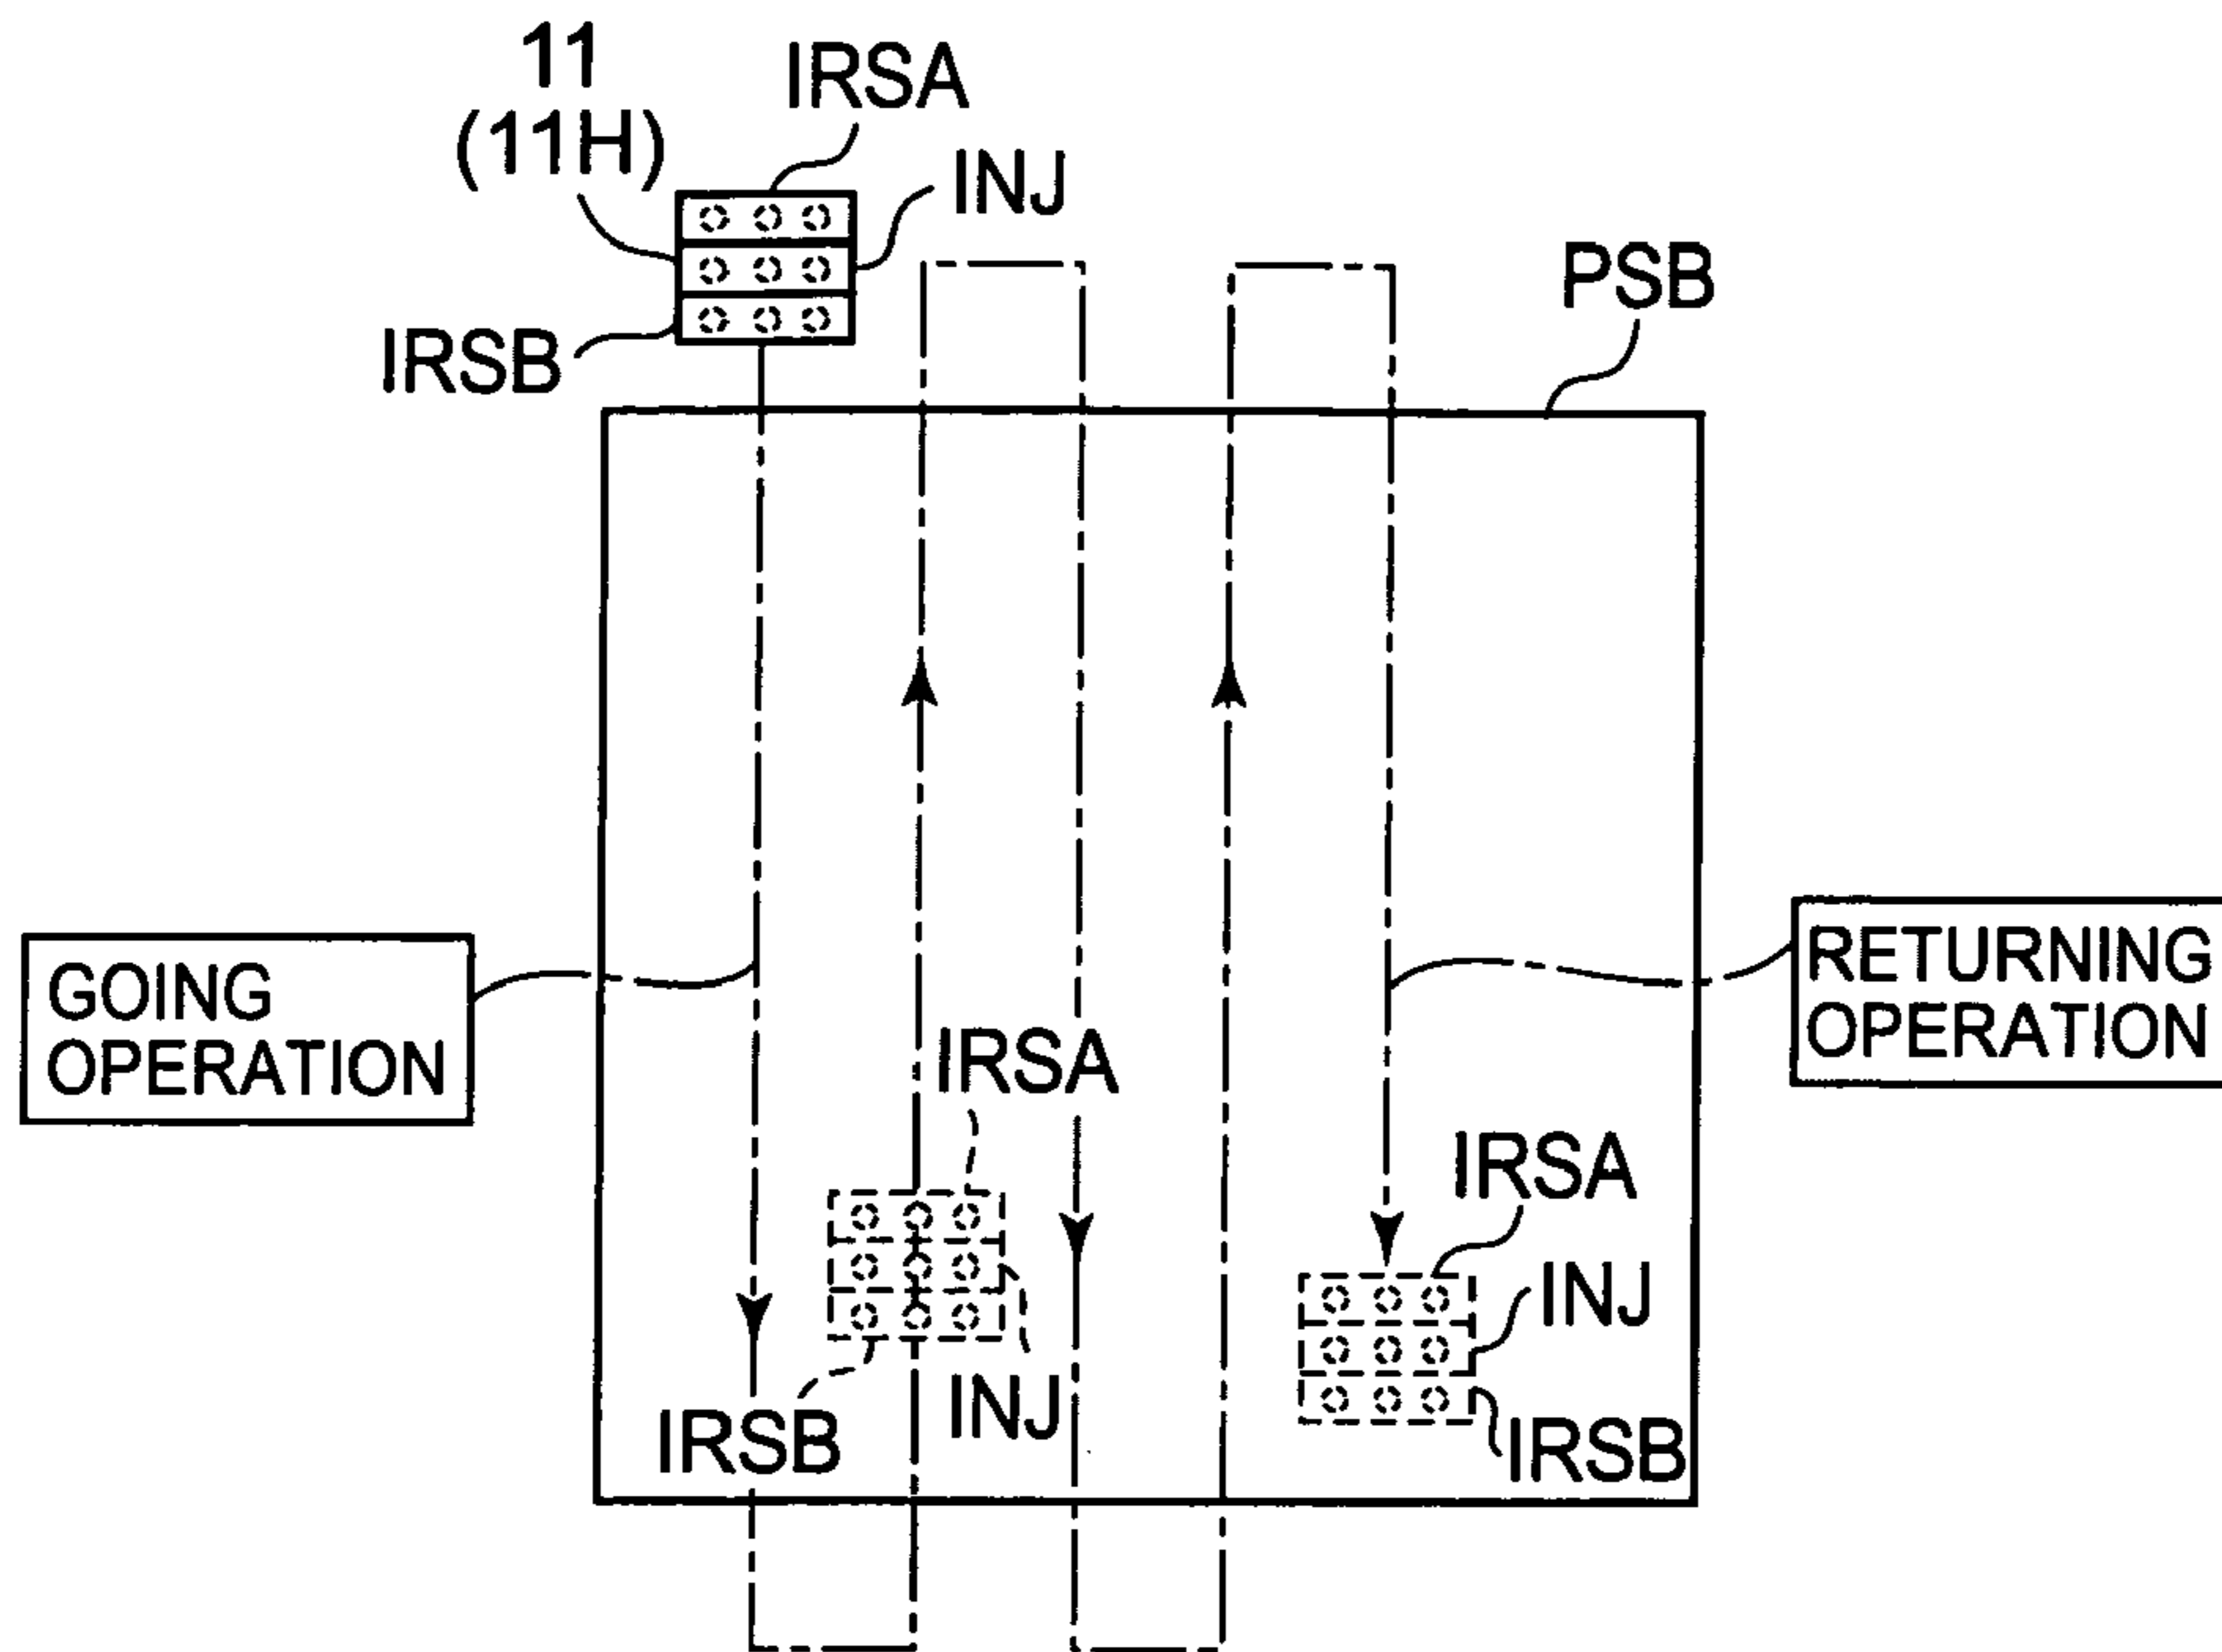 11
(11H)
IRSA
INJ
IRSB
PSB
GOING
OPERATION
RETURNING
OPERATION
IRSA
IRSA
INJ
INJ
IRSB
IRSB